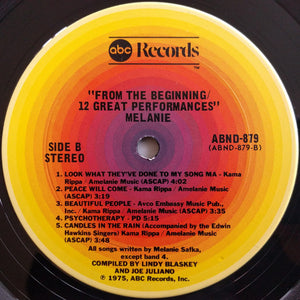 abc Records
TM
"FROM THE BEGINNING/
12 GREAT PERFORMANCES"
MELANIE
SIDE B
STEREO
ABND-879
(ABND-879-B)
1. LOOK WHAT THEY'VE DONE TO MY SONG MA - Kama
Rippa / Amelanie Music (ASCAP) 4:02
2. PEACE WILL COME - Kama Rippa / Amelanie Music
(ASCAP) 3:19
3. BEAUTIFUL PEOPLE - Avco Embassy Music Pub.,
Inc. / Kama Rippa / Amelanie Music (ASCAP) 3:35
4. PSYCHOTHERAPY - PD 5:15
5. CANDLES IN THE RAIN (Accompanied by the Edwin
Hawkins Singers) Kama Rippa / Amelanie Music (ASCAP)
3:48
All songs written by Melanie Safka,
except band 4.
COMPILED BY LINDY BLASKEY
AND JOE JULIANO
℗ 1975, ABC Records, Inc.